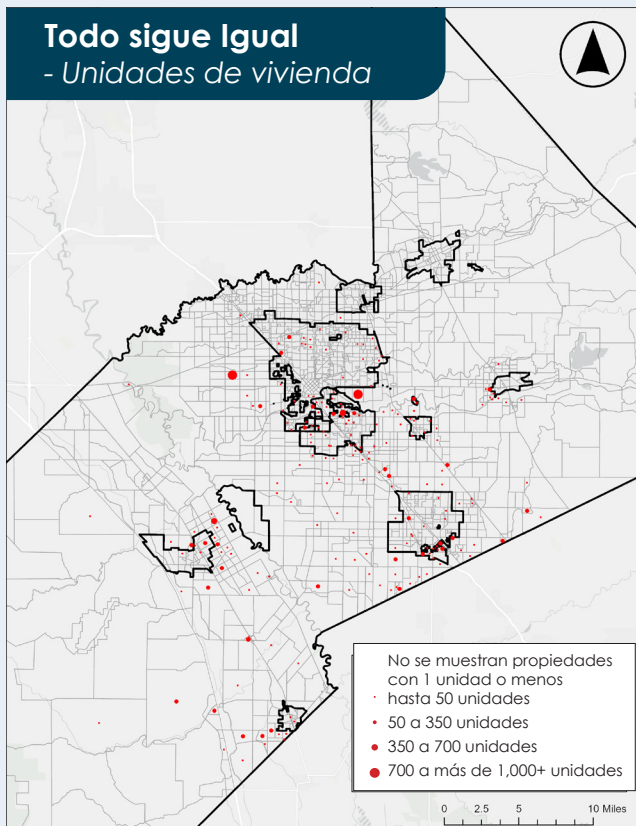 Todo sigue Igual
- Unidades de vivienda
No se muestran propiedades
con 1 unidad o menos
hasta 50 unidades
50 a 350 unidades
350 a 700 unidades
700 a más de 1,000+ unidades
0 2.5 5 10 Miles